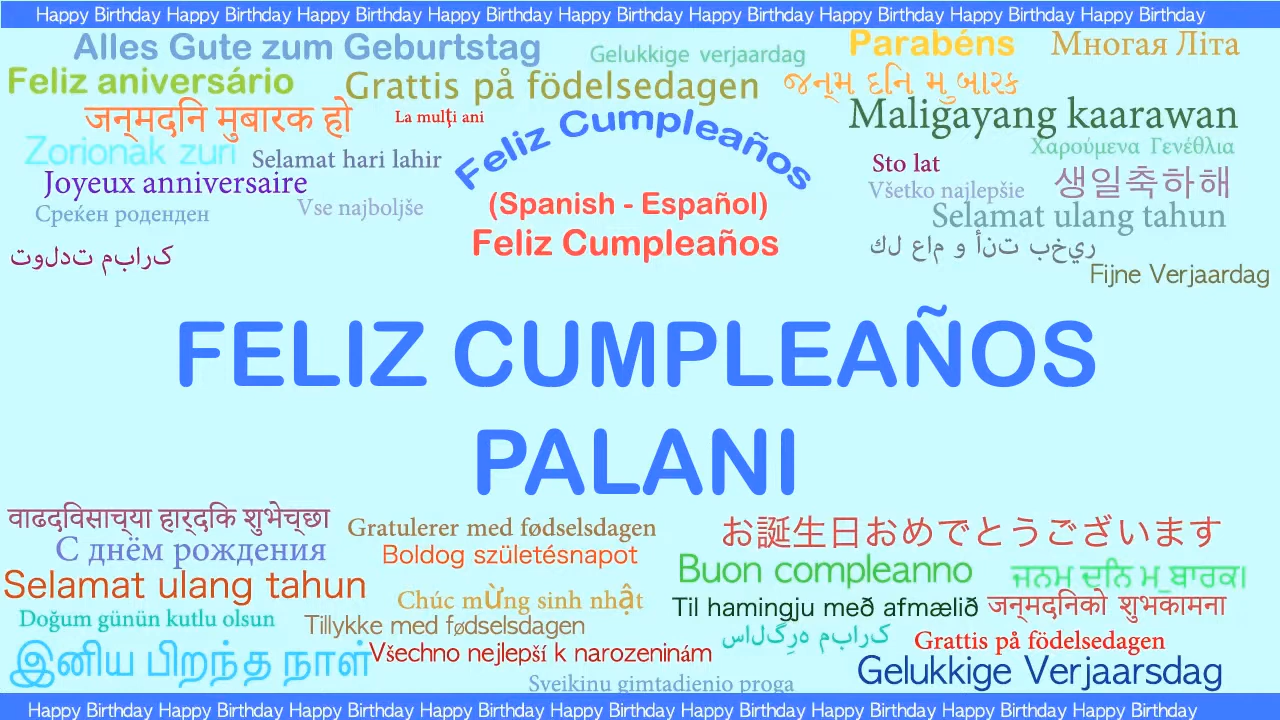 Happy Birthday Happy Birthday Happy Birthday Happy Birthday Happy Birthday Happy Birthday Happy Birthday Happy Birthday Happy Birthday
Alles Gute zum Geburtstag
Gelukkige verjaardag
Parabéns
Многая Літа
Feliz aniversário
Grattis på födelsedagen
જન્મ દનિ મુબારક
जन्मदनि मुबारक हो
La mulţi ani
Feliz Cumpleaños
Maligayang kaarawan
Zorionak zuri
Selamat hari lahir
Χαρούμενα Γενέθλια
Sto lat
Joyeux anniversaire
Všetko najlepšie
생일축하해
(Spanish - Español)
Среќен роденден
Vse najboljše
Selamat ulang tahun
Feliz Cumpleaños
تولدت مبارک
كل عام و أنت بخير
Fijne Verjaardag
FELIZ CUMPLEAÑOS
PALANI
वाढदविसाच्या हार्दकि शुभेच्छा
Gratulerer med fødselsdagen
お誕生日おめでとうございます
С днём рождения
Boldog születésnapot
Buon compleanno
ਜਨਮ ਦਨਿ ਮੁਬਾਰਕ।
Selamat ulang tahun
Chúc mừng sinh nhật
Til hamingju með afmælið
जन्मदनिको शुभकामना
Doğum günün kutlu olsun
Tillykke med fødselsdagen
سالگرہ مبارک
Grattis på födelsedagen
இனிய பிறந்த நாள்
Všechno nejlepší k narozeninám
Gelukkige Verjaarsdag
Sveikinu gimtadienio proga
Happy Birthday Happy Birthday Happy Birthday Happy Birthday Happy Birthday Happy Birthday Happy Birthday Happy Birthday Happy Birthday